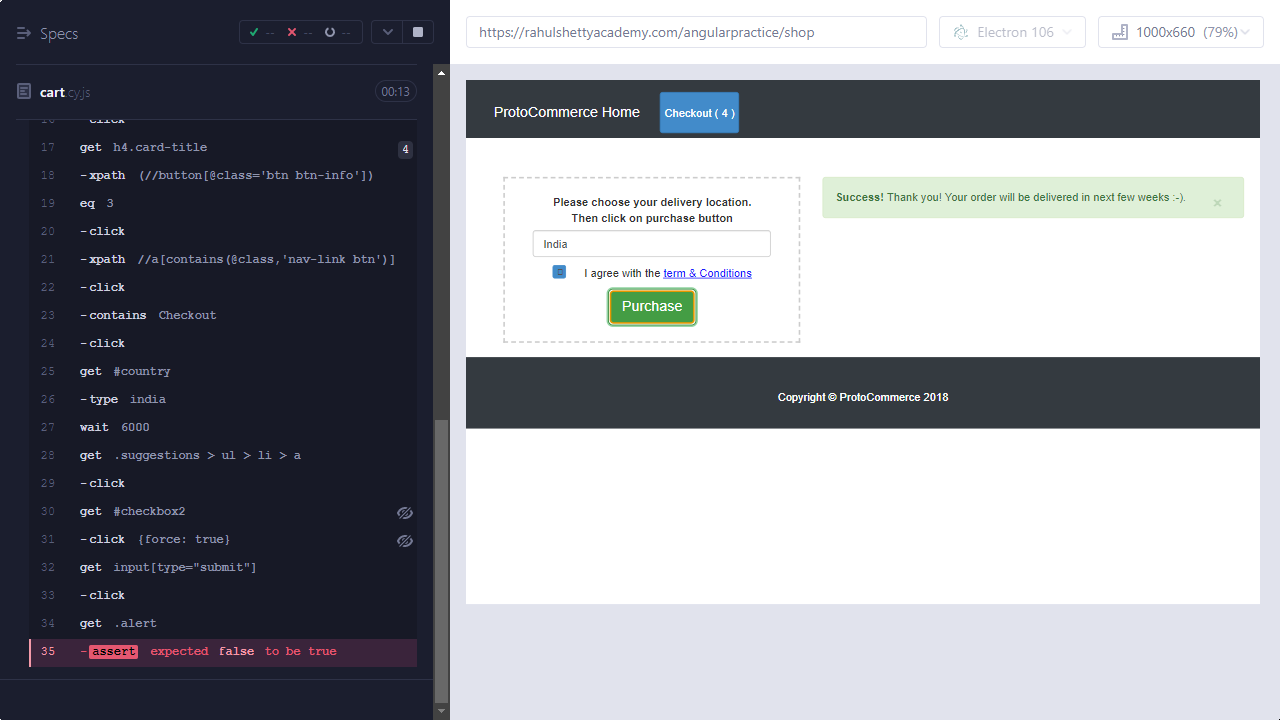 Specs
-- -- --
cart.cy.js 00:13
16 -click
17 get h4.card-title 4
18 -xpath (//button[@class='btn btn-info'])
19 eq 3
20 -click
21 -xpath //a[contains(@class,'nav-link btn')]
22 -click
23 -contains Checkout
24 -click
25 get #country
26 -type india
27 wait 6000
28 get .suggestions > ul > li > a
29 -click
30 get #checkbox2
31 -click {force: true}
32 get input[type="submit"]
33 -click
34 get .alert
35 -assert expected false to be true
https://rahulshettyacademy.com/angularpractice/shop
Electron 106
1000x660 (79%)
ProtoCommerce Home
Checkout ( 4 )
Please choose your delivery location.
Then click on purchase button
India
I agree with the term & Conditions
Purchase
Success! Thank you! Your order will be delivered in next few weeks :-). ×
Copyright © ProtoCommerce 2018